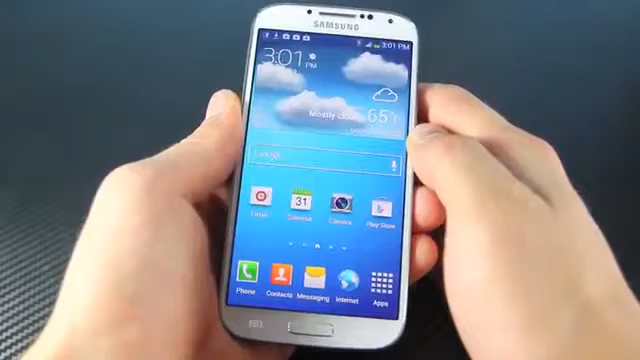 SAMSUNG
3:01 PM
3:01
PM
Mostly cloudy
65°
Google
Email
31
Calendar
Camera
Play Store
Phone
Contacts
Messaging
Internet
Apps